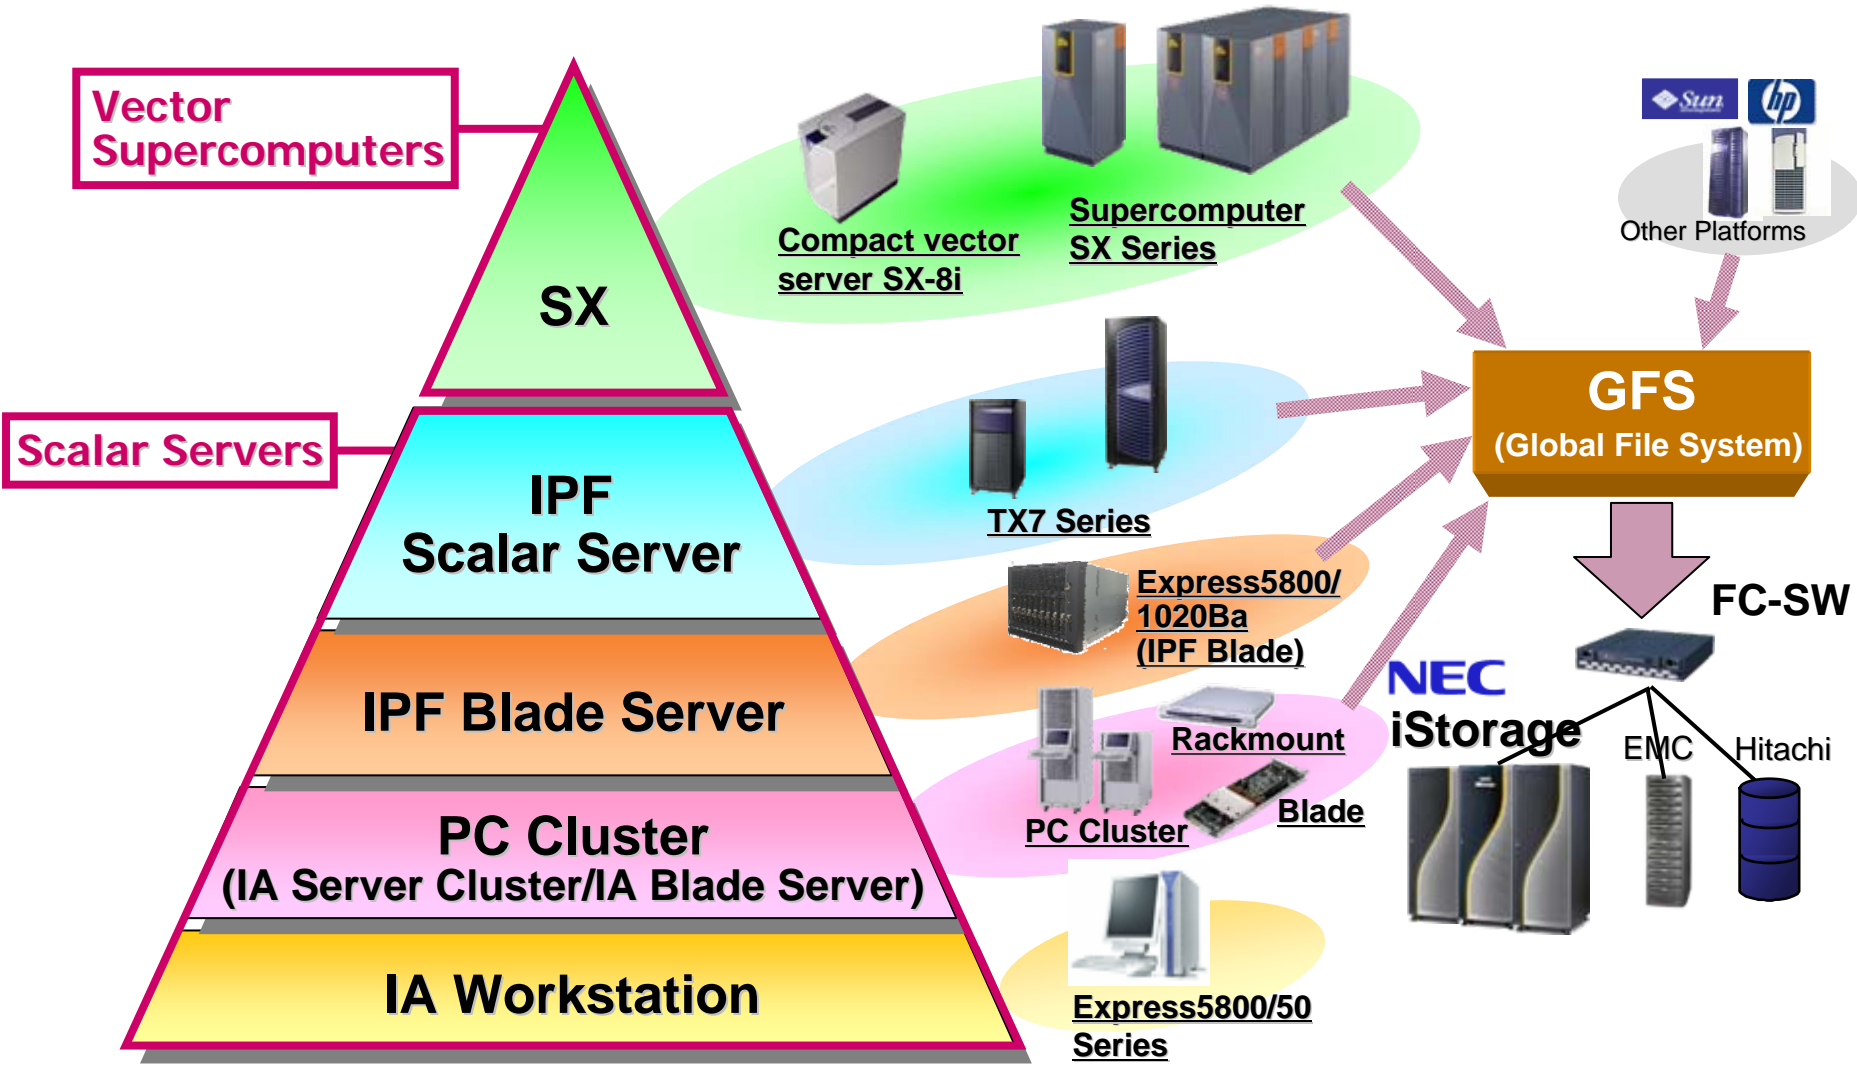 Vector
Supercomputers
SX
Scalar Servers
IPF
Scalar Server
IPF Blade Server
PC Cluster
(IA Server Cluster/IA Blade Server)
IA Workstation
Compact vector
server SX-8i
Supercomputer
SX Series
TX7 Series
Express5800/
1020Ba
(IPF Blade)
Rackmount
Blade
PC Cluster
Express5800/50
Series
Sun
hp
Other Platforms
GFS
(Global File System)
FC-SW
NEC
iStorage
EMC
Hitachi